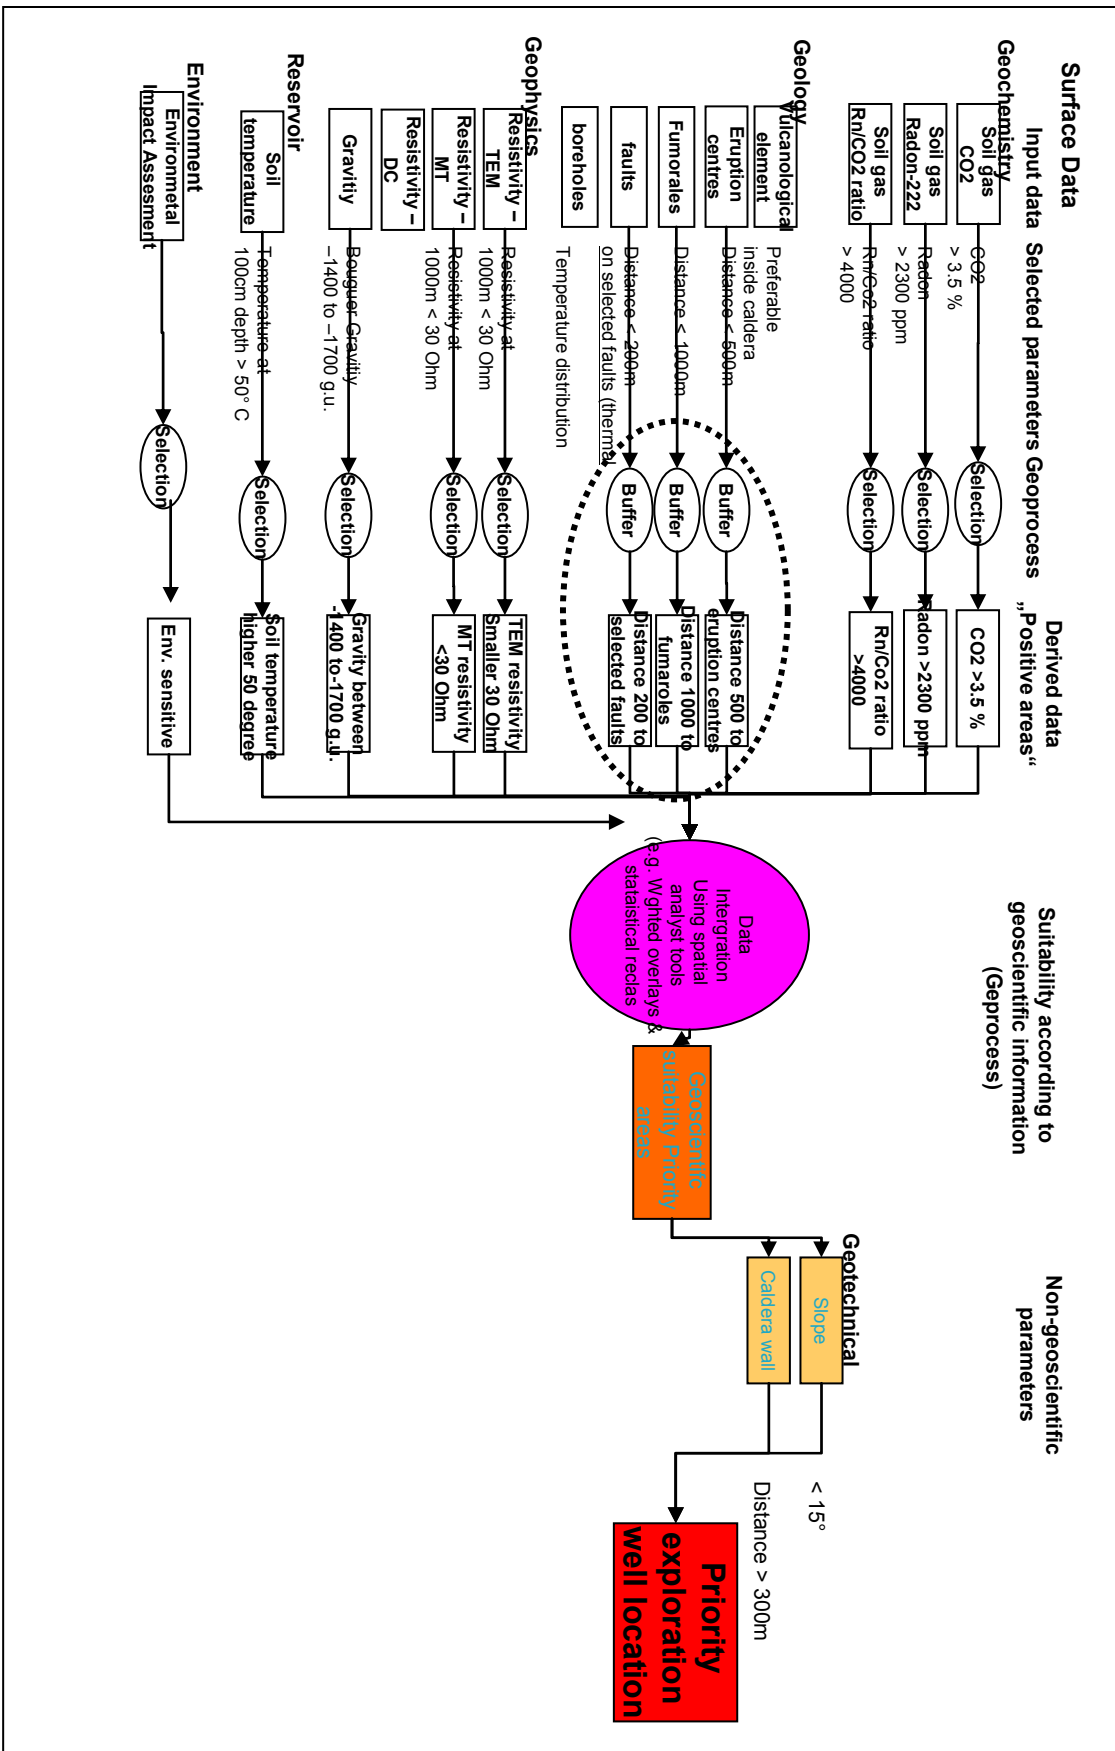 Surface Data
Input data
Selected parameters
Geoprocess
Derived data
„Positive areas“
Suitability according to
geoscientific information
(Geprocess)
Non-geoscientific
parameters
Geochemistry
Soil gas
CO2
CO2
> 3.5 %
Selection
CO2 >3.5 %
Soil gas
Radon-222
Radon
> 2300 ppm
Selection
Radon >2300 ppm
Soil gas
Rn/CO2 ratio
Rn/Co2 ratio
> 4000
Selection
Rn/Co2 ratio
>4000
Geology
Vulcanological
element
Preferable
inside caldera
Eruption
centres
Distance < 500m
Buffer
Distance 500 to
eruption centres
Fumorales
Distance < 1000m
Buffer
Distance 1000 to
fumaroles
faults
Distance < 200m
on selected faults (thermal
Buffer
Distance 200 to
selected faults
boreholes
Temperature distribution
Geophysics
Resistivity –
TEM
Resistivity at
1000m < 30 Ohm
Selection
TEM resistivity
Smaller 30 Ohm
Resistivity –
MT
Resistivity at
1000m < 30 Ohm
Selection
MT resistivity
<30 Ohm
Resistivity –
DC
Gravitiy
Bouguer Gravitiy
–1400 to –1700 g.u.
Selection
Gravity between
-1400 to-1700 g.u.
Reservoir
Soil
temperature
Temperature at
100cm depth > 50° C
Selection
Soil temperature
higher 50 degree
Environment
Environmetal
Impact Assesment
Selection
Env. sensitive
Data
Intergration
Using spatial
analyst tools
(e.g. Wghted overlays &
stataistical reclas
Geoscientifc
suitability Priority
areas
Geotechnical
Slope
< 15°
Caldera wall
Distance > 300m
Priority
exploration
well location